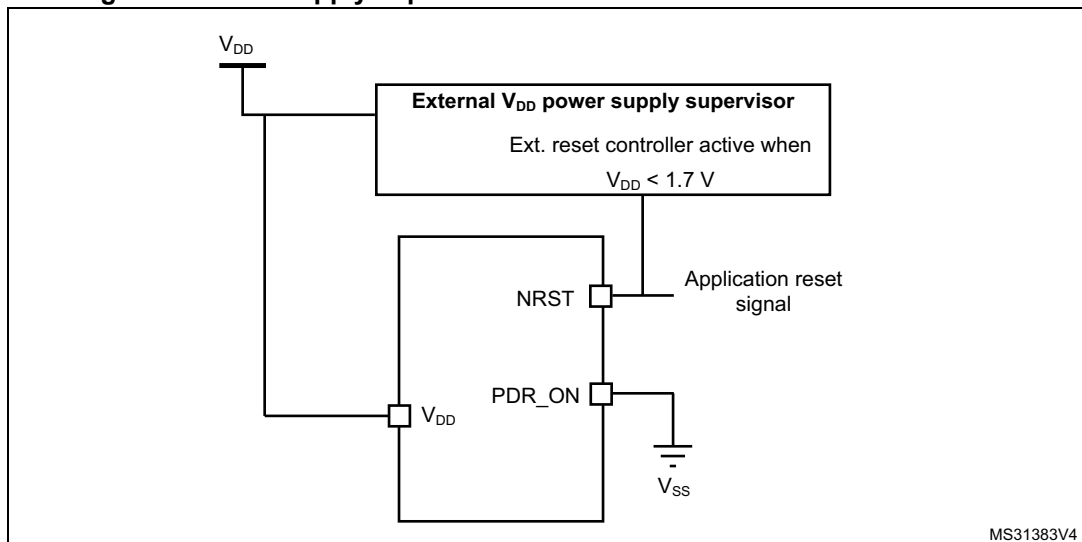 V_DD
External V_DD power supply supervisor
Ext. reset controller active when
V_DD < 1.7 V
NRST
Application reset
signal
PDR_ON
V_DD
V_SS
MS31383V4